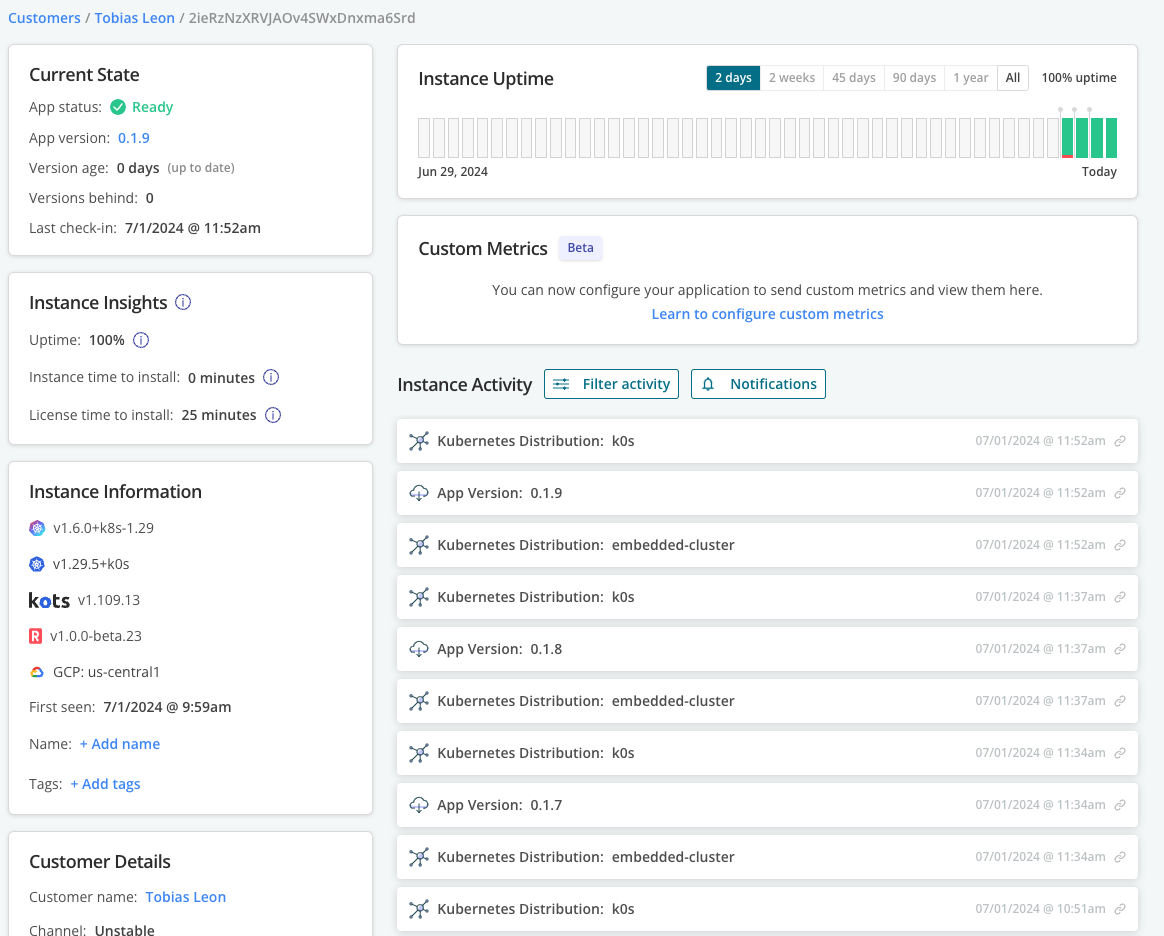 Customers / Tobias Leon / 2ieRzNzXRVJAOv4SWxDnxma6Srd
Current State
App status: Ready
App version: 0.1.9
Version age: 0 days (up to date)
Versions behind: 0
Last check-in: 7/1/2024 @ 11:52am
Instance Insights
Uptime: 100%
Instance time to install: 0 minutes
License time to install: 25 minutes
Instance Information
v1.6.0+k8s-1.29
v1.29.5+k0s
kots v1.109.13
R v1.0.0-beta.23
GCP: us-central1
First seen: 7/1/2024 @ 9:59am
Name: + Add name
Tags: + Add tags
Customer Details
Customer name: Tobias Leon
Channel: Unstable
Instance Uptime
2 days 2 weeks 45 days 90 days 1 year All 100% uptime
Jun 29, 2024 Today
Custom Metrics Beta
You can now configure your application to send custom metrics and view them here.
Learn to configure custom metrics
Instance Activity Filter activity Notifications
Kubernetes Distribution: k0s 07/01/2024 @ 11:52am
App Version: 0.1.9 07/01/2024 @ 11:52am
Kubernetes Distribution: embedded-cluster 07/01/2024 @ 11:52am
Kubernetes Distribution: k0s 07/01/2024 @ 11:37am
App Version: 0.1.8 07/01/2024 @ 11:37am
Kubernetes Distribution: embedded-cluster 07/01/2024 @ 11:37am
Kubernetes Distribution: k0s 07/01/2024 @ 11:34am
App Version: 0.1.7 07/01/2024 @ 11:34am
Kubernetes Distribution: embedded-cluster 07/01/2024 @ 11:34am
Kubernetes Distribution: k0s 07/01/2024 @ 10:51am